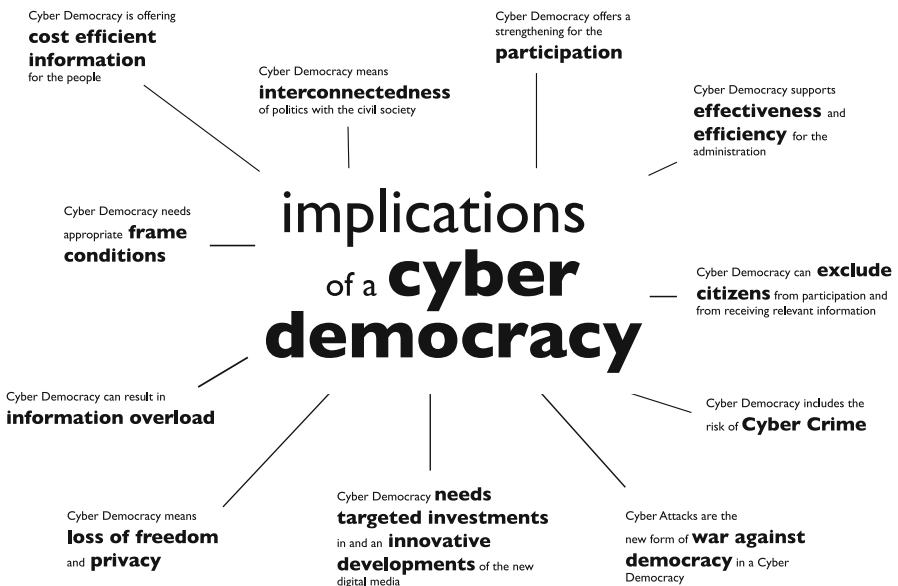 Cyber Democracy is offering
cost efficient
information
for the people
Cyber Democracy means
interconnectedness
of politics with the civil society
Cyber Democracy offers a
strengthening for the
participation
Cyber Democracy supports
effectiveness and
efficiency for the
administration
Cyber Democracy needs
appropriate frame
conditions
implications
of a cyber
democracy
Cyber Democracy can exclude
citizens from participation and
from receiving relevant information
Cyber Democracy can result in
information overload
Cyber Democracy includes the
risk of Cyber Crime
Cyber Democracy means
loss of freedom
and privacy
Cyber Democracy needs
targeted investments
in and an innovative
developments of the new
digital media
Cyber Attacks are the
new form of war against
democracy in a Cyber
Democracy